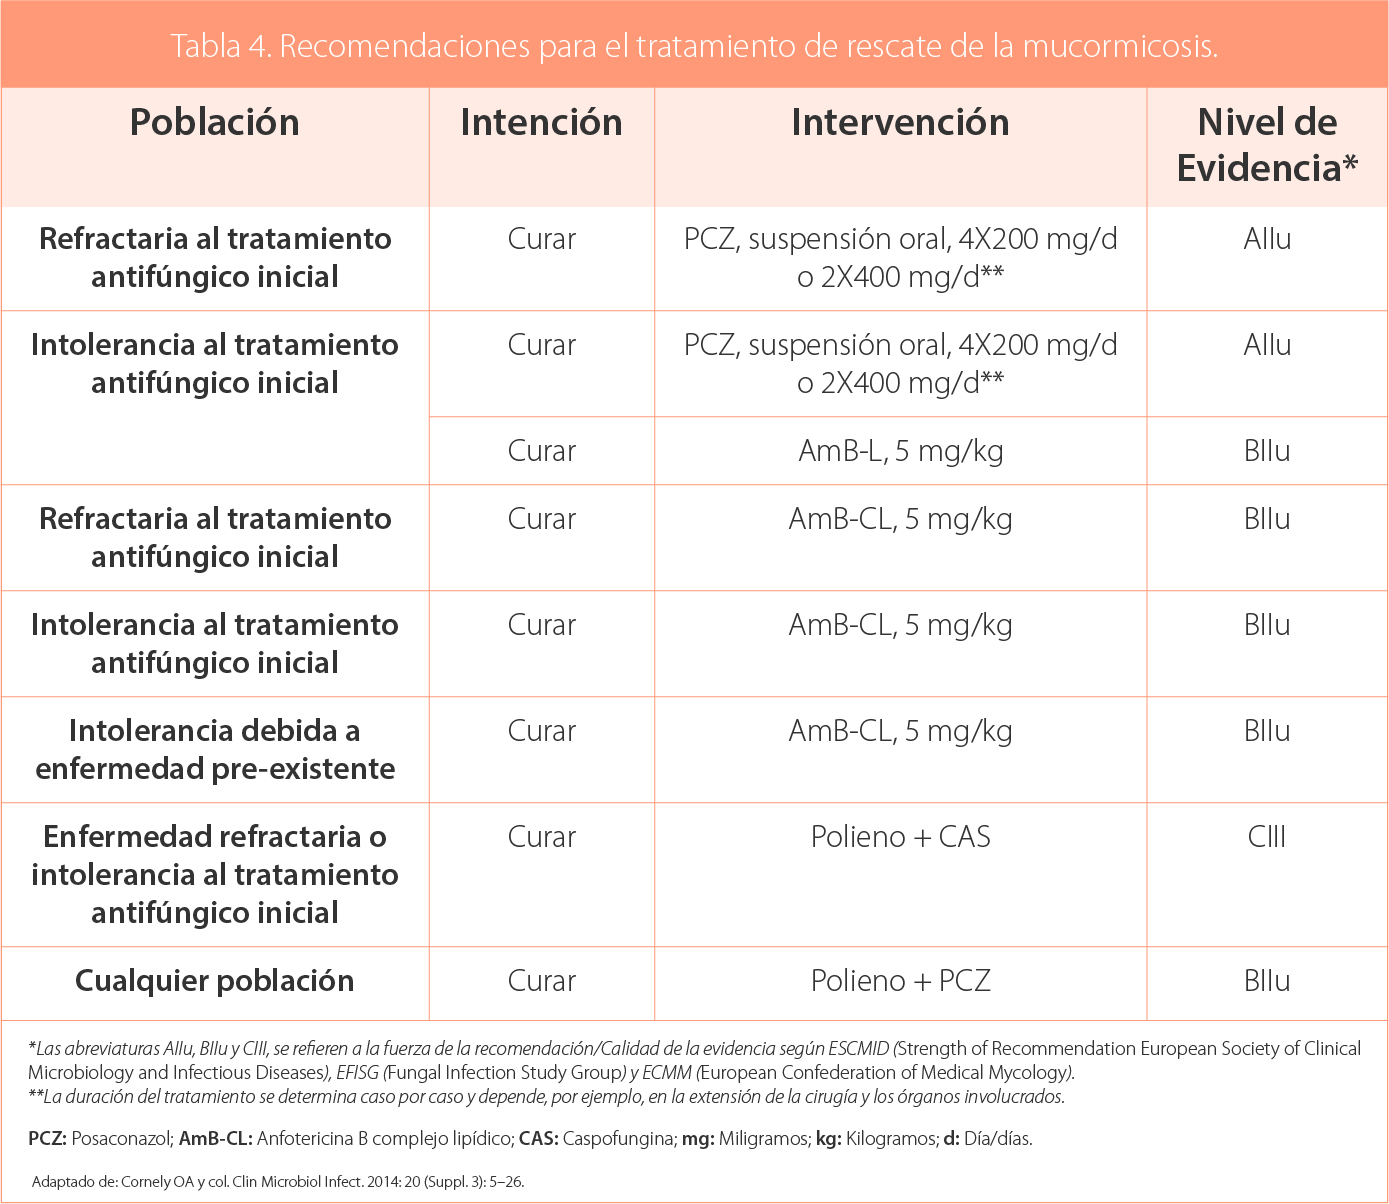 Tabla 4. Recomendaciones para el tratamiento de rescate de la mucormicosis.
Población Intención Intervención Nivel de Evidencia*
Refractaria al tratamiento antifúngico inicial Curar PCZ, suspensión oral, 4X200 mg/d o 2X400 mg/d** AIIu
Intolerancia al tratamiento antifúngico inicial Curar PCZ, suspensión oral, 4X200 mg/d o 2X400 mg/d** AIIu
Curar AmB-L, 5 mg/kg BIIu
Refractaria al tratamiento antifúngico inicial Curar AmB-CL, 5 mg/kg BIIu
Intolerancia al tratamiento antifúngico inicial Curar AmB-CL, 5 mg/kg BIIu
Intolerancia debida a enfermedad pre-existente Curar AmB-CL, 5 mg/kg BIIu
Enfermedad refractaria o intolerancia al tratamiento antifúngico inicial Curar Polieno + CAS CIII
Cualquier población Curar Polieno + PCZ BIIu
*Las abreviaturas AIIu, BIIu y CIII, se refieren a la fuerza de la recomendación/Calidad de la evidencia según ESCMID (Strength of Recommendation European Society of Clinical
Microbiology and Infectious Diseases), EFISG (Fungal Infection Study Group) y ECMM (European Confederation of Medical Mycology).
**La duración del tratamiento se determina caso por caso y depende, por ejemplo, en la extensión de la cirugía y los órganos involucrados.
PCZ: Posaconazol; AmB-CL: Anfotericina B complejo lipídico; CAS: Caspofungina; mg: Miligramos; kg: Kilogramos; d: Día/días.
Adaptado de: Cornely OA y col. Clin Microbiol Infect. 2014: 20 (Suppl. 3): 5–26.